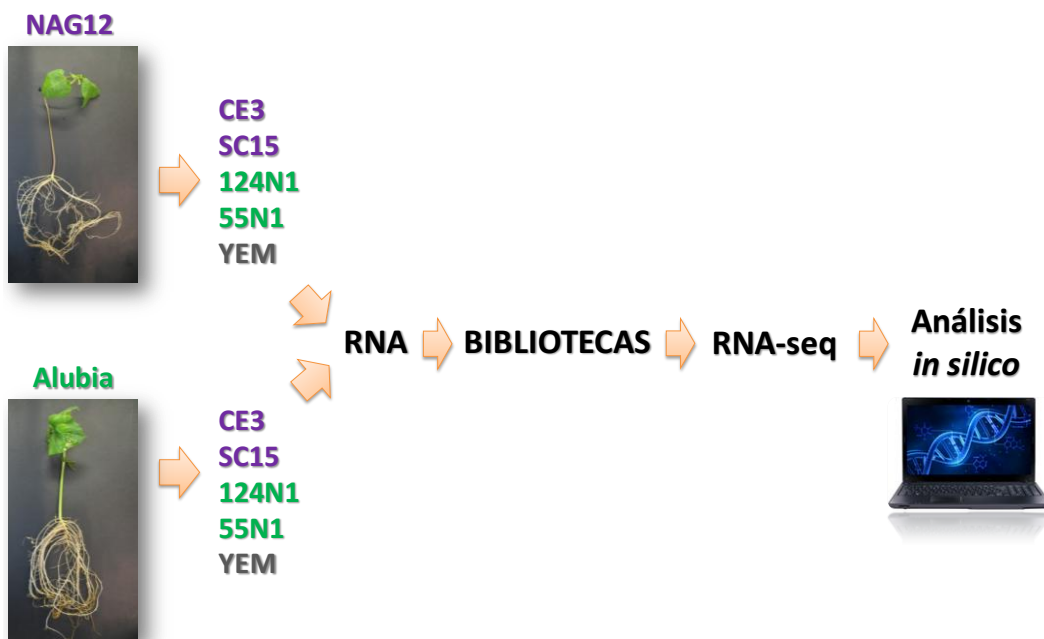 NAG12
CE3
SC15
124N1
55N1
YEM
RNA
BIBLIOTECAS
RNA-seq
Análisis
in silico
Alubia
CE3
SC15
124N1
55N1
YEM